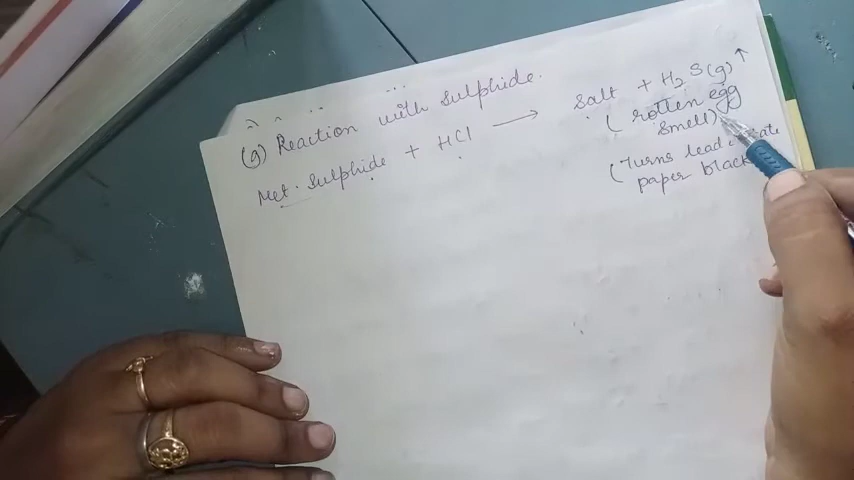 (g) Reaction with sulphide.
Met. sulphide + HCl → salt + H₂S(g) ↑
(rotten egg
smell)
(Turns lead
paper black